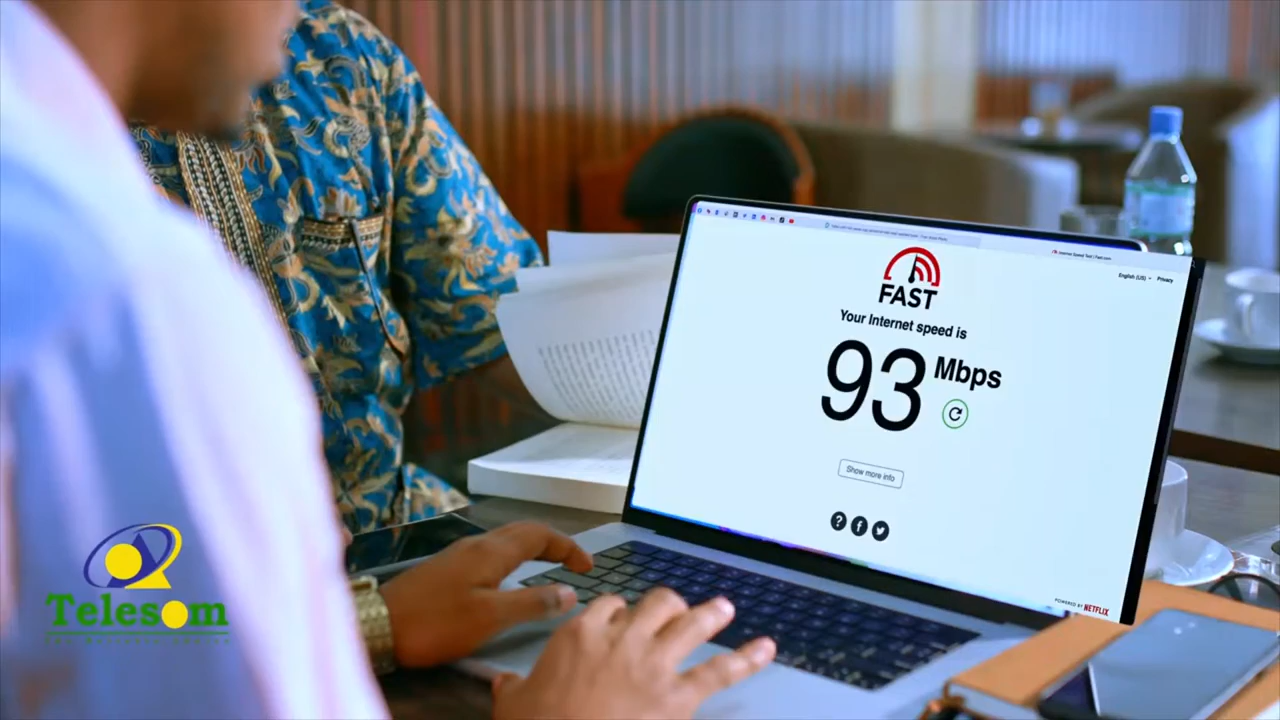 English (US)
Privacy
FAST
Your Internet speed is
93 Mbps
Show more info
?
f
POWERED BY NETFLIX
Telesom